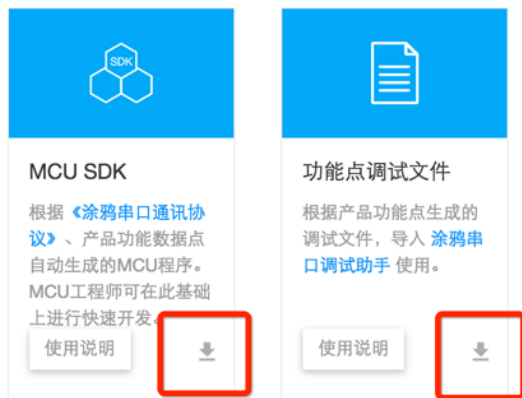 SDK
MCU SDK
根据《涂鸦串口通讯协
议》、产品功能数据点
自动生成的MCU程序。
MCU工程师可在此基础
上进行快速开发。
使用说明
功能点调试文件
根据产品功能点生成的
调试文件，导入 涂鸦串
口调试助手 使用。
使用说明